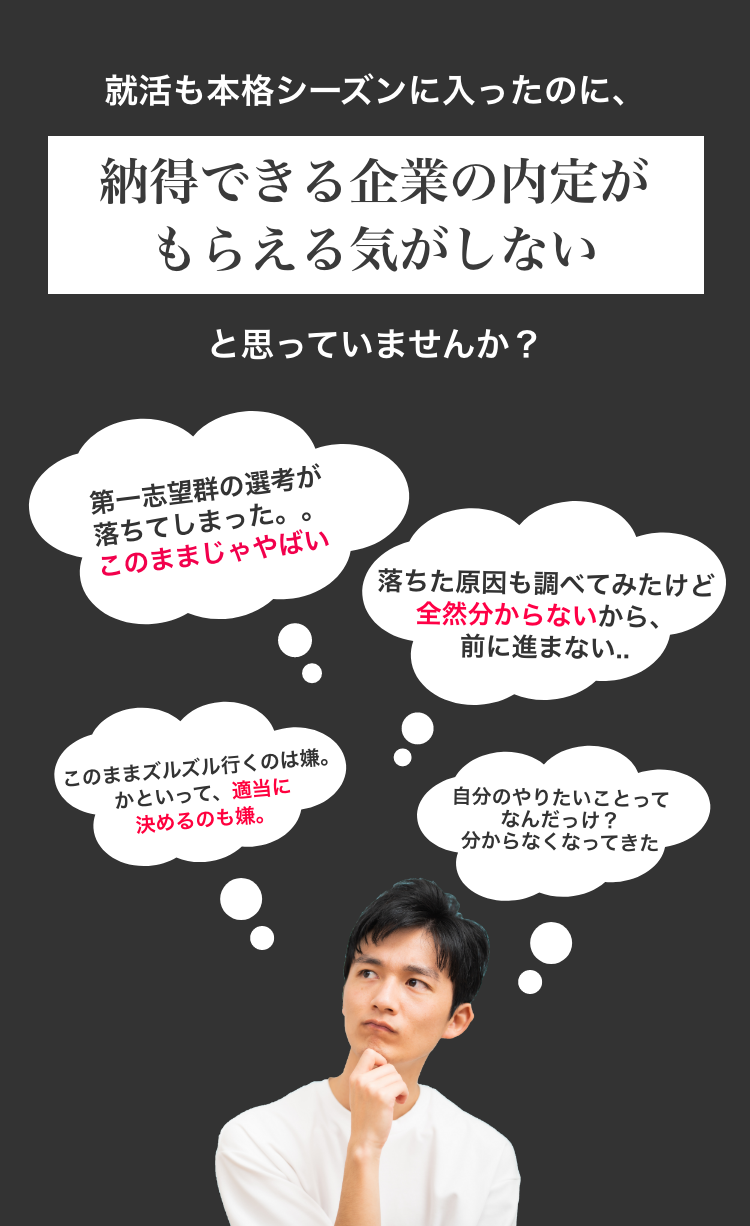 就活も本格シーズンに入ったのに、
納得できる企業の内定が
もらえる気がしない
と思っていませんか？
第一志望群の選考が
落ちてしまった。。
このままじゃやばい
落ちた原因も調べてみたけど
全然分からないから、
前に進まない..
このままズルズル行くのは嫌。
かといって、適当に
決めるのも嫌。
自分のやりたいことって
なんだっけ？
分からなくなってきた